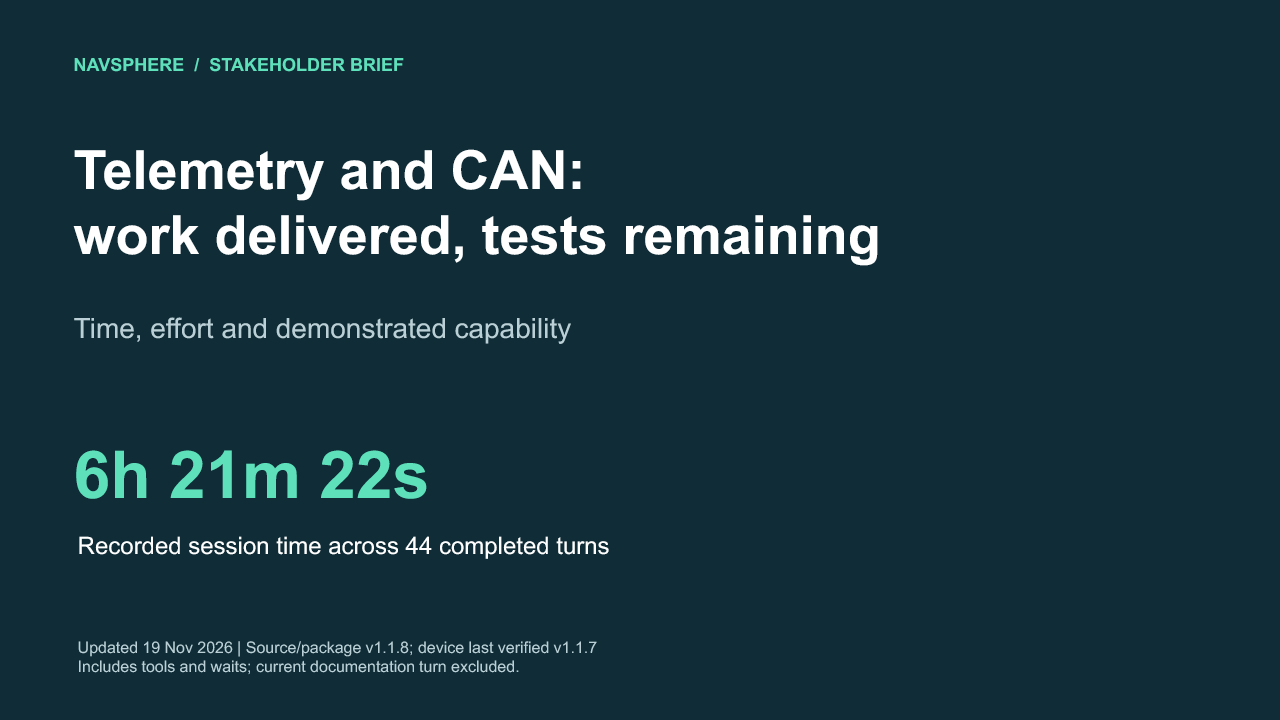 NAVSPHERE / STAKEHOLDER BRIEF
Telemetry and CAN:
work delivered, tests remaining
Time, effort and demonstrated capability
6h 21m 22s
Recorded session time across 44 completed turns
Updated 19 Nov 2026 | Source/package v1.1.8; device last verified v1.1.7
Includes tools and waits; current documentation turn excluded.